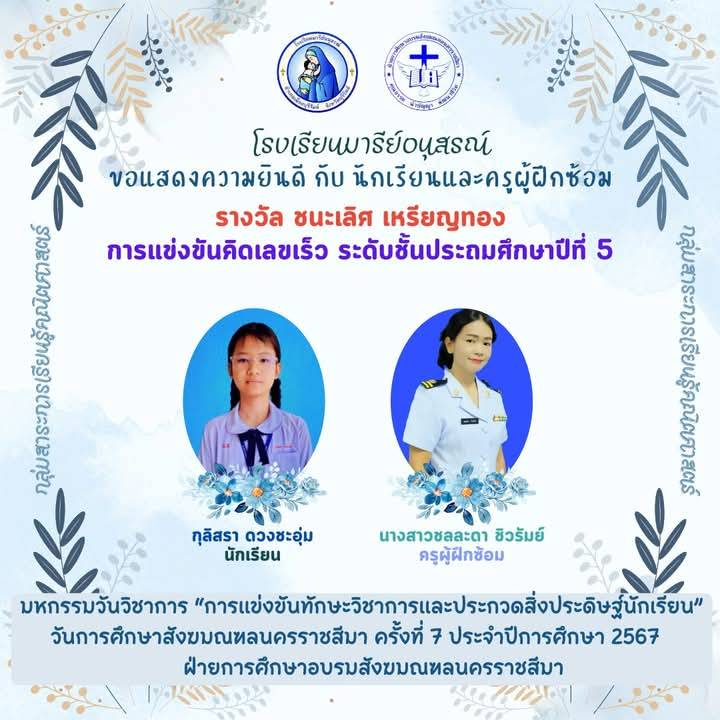 โรงเรียนมารีย์อนุสรณ์
ขอแสดงความยินดี กับ นักเรียนและครูผู้ฝึกซ้อม
รางวัล ชนะเลิศ เหรียญทอง
การแข่งขันคิดเลขเร็ว ระดับชั้นประถมศึกษาปีที่ 5
กลุ่มสาระการเรียนรู้คณิตศาสตร์
กลุ่มสาระการเรียนรู้คณิตศาสตร์
กุลิสรา ดวงชะอุ่ม
นักเรียน
นางสาวชลละดา ชิวรัมย์
ครูผู้ฝึกซ้อม
มหกรรมวันวิชาการ “การแข่งขันทักษะวิชาการและประกวดสิ่งประดิษฐ์นักเรียน”
วันการศึกษาสังฆมณฑลนครราชสีมา ครั้งที่ 7 ประจำปีการศึกษา 2567
ฝ่ายการศึกษาอบรมสังฆมณฑลนครราชสีมา